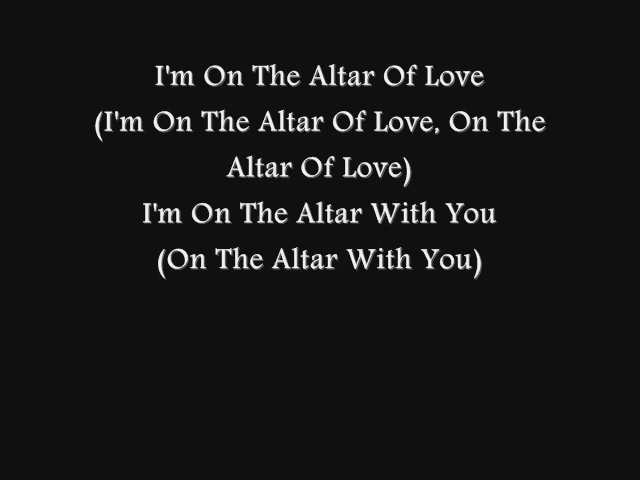 I'm On The Altar Of Love
(I'm On The Altar Of Love, On The
Altar Of Love)
I'm On The Altar With You
(On The Altar With You)